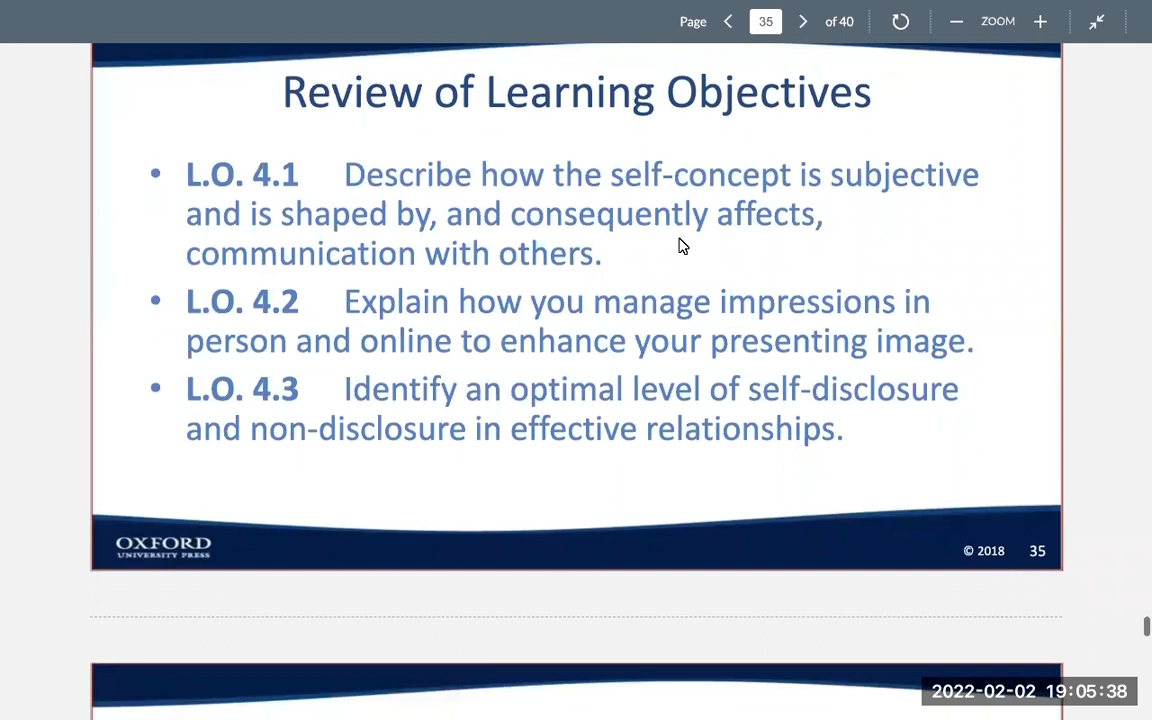 Page 35 of 40 ZOOM
Review of Learning Objectives
• L.O. 4.1 Describe how the self-concept is subjective
and is shaped by, and consequently affects,
communication with others.
• L.O. 4.2 Explain how you manage impressions in
person and online to enhance your presenting image.
• L.O. 4.3 Identify an optimal level of self-disclosure
and non-disclosure in effective relationships.
OXFORD
UNIVERSITY PRESS
© 2018 35
2022-02-02 19:05:38